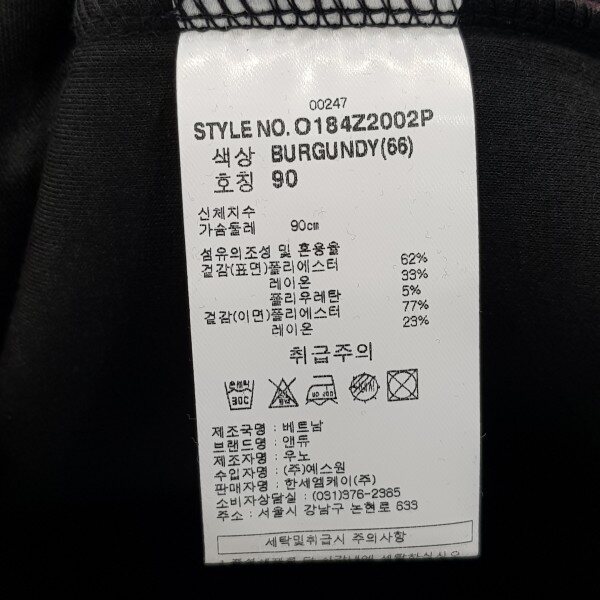 00247
STYLE NO. O184Z2002P
색상 BURGUNDY(66)
호칭 90
신체치수
가슴둘레 90cm
섬유의조성 및 혼용율
겉감(표면)폴리에스터 62%
레이온 33%
폴리우레탄 5%
겉감(이면)폴리에스터 77%
레이온 23%
취급주의
30C
제조국명 : 베트남
브랜드명 : 앤듀
제조자명 : 우노
수입자명 : (주)예스원
판매자명 : 한세엠케이(주)
소비자상담실 : (031)376-2385
주소 : 서울시 강남구 논현로 633
세탁및취급시 주의사항